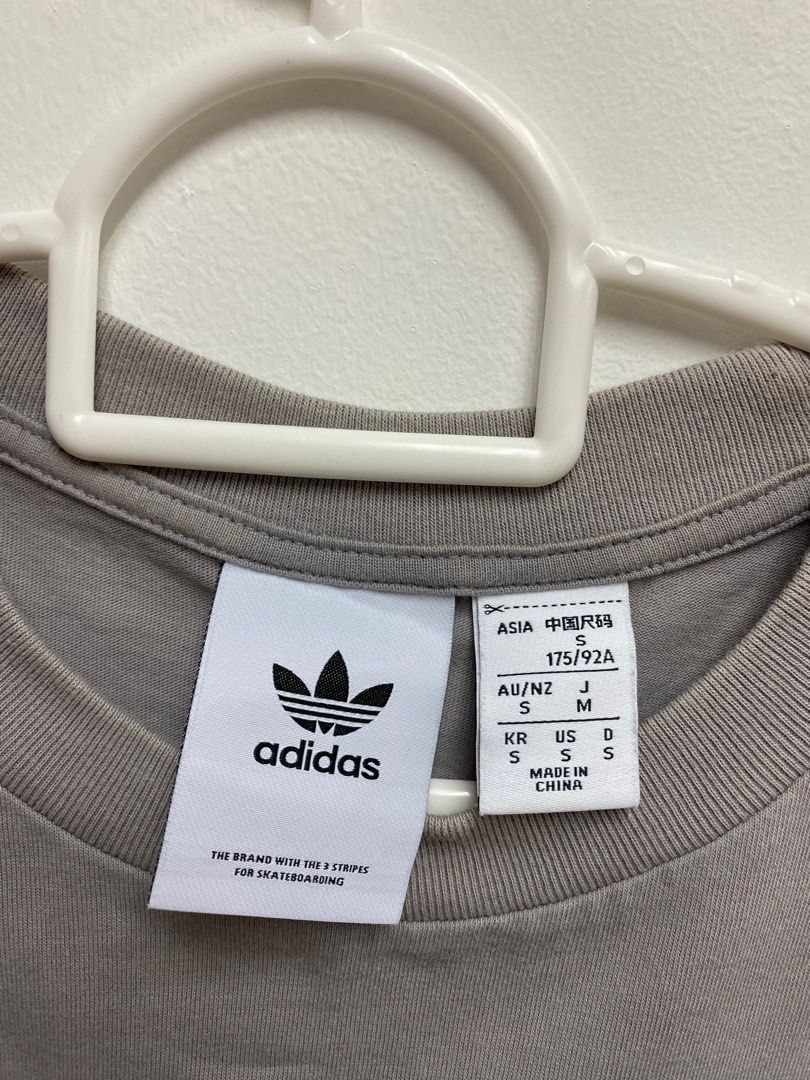 adidas
THE BRAND WITH THE 3 STRIPES
FOR SKATEBOARDING
ASIA 中国尺码
S
175/92A
AU/NZ J
S M
KR US D
S S S
MADE IN
CHINA